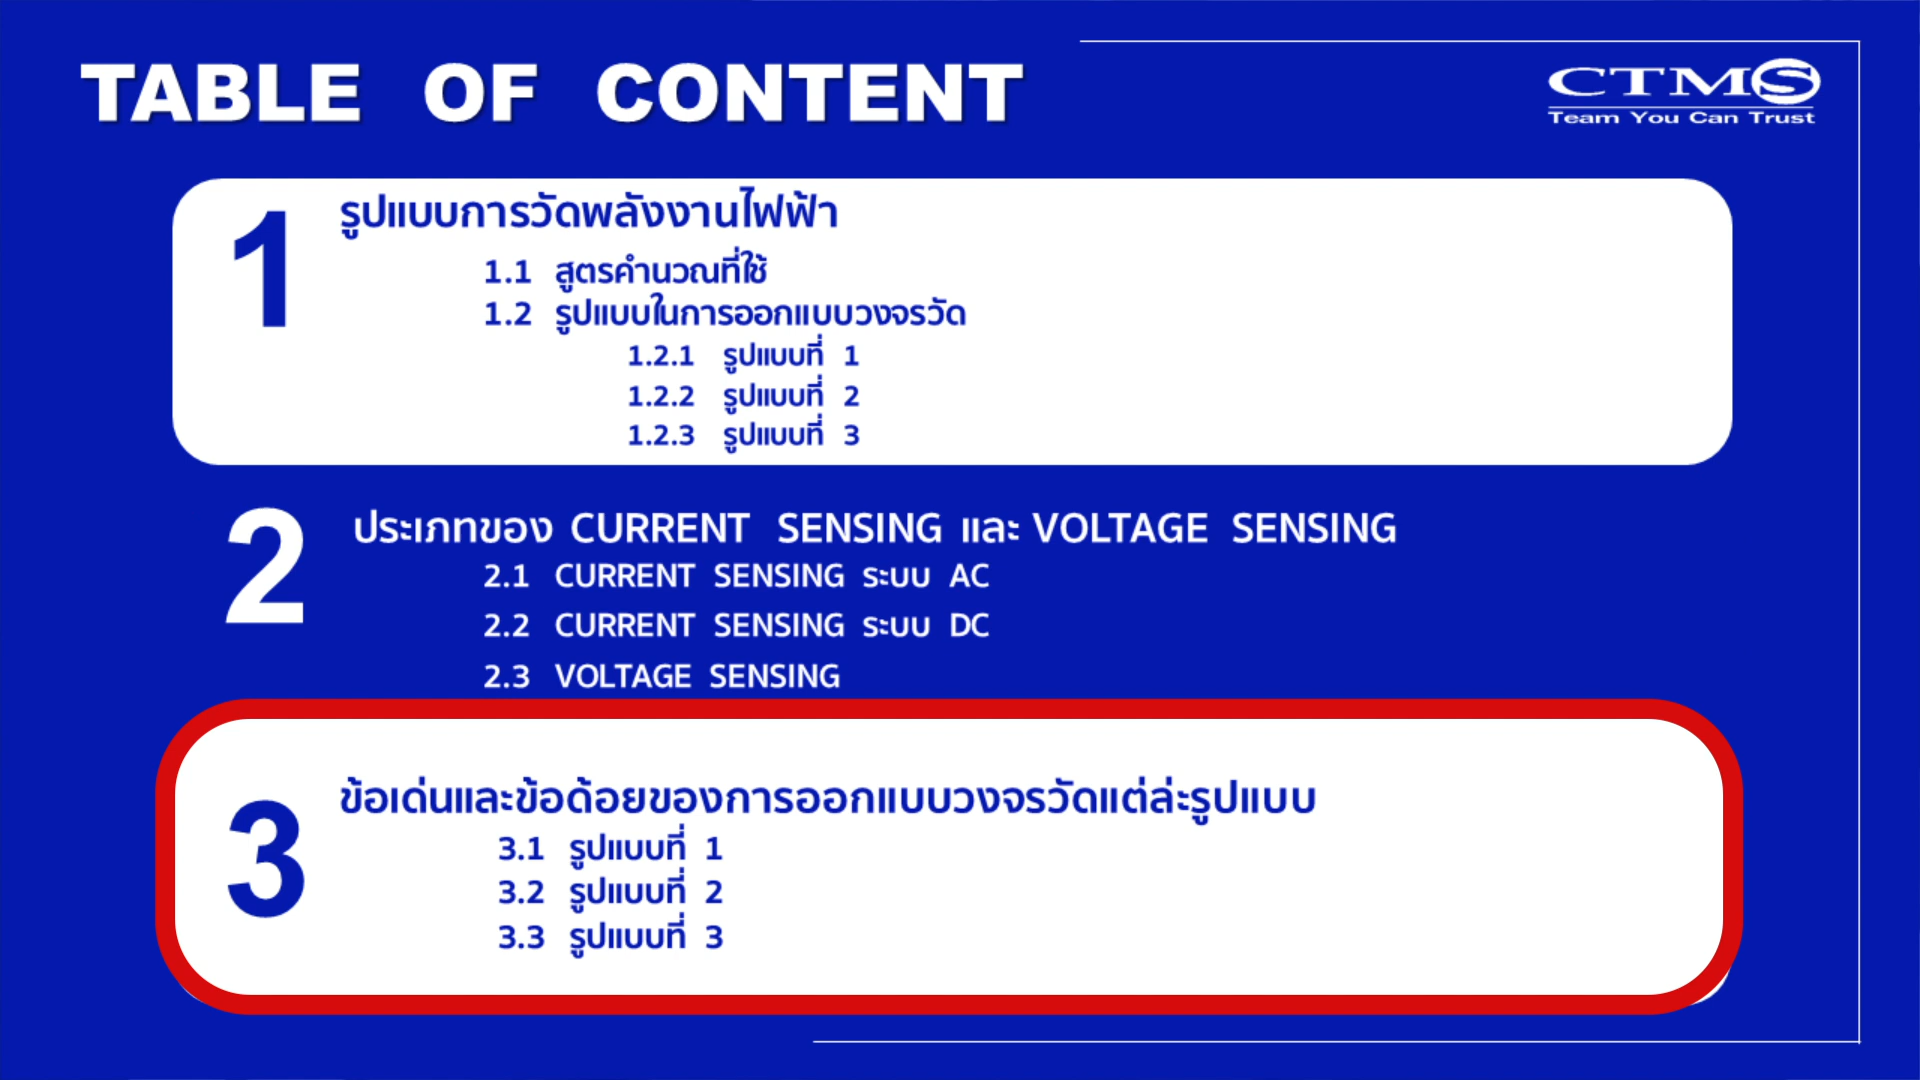 TABLE OF CONTENT
CTMS
Team You Can Trust
1 รูปแบบการวัดพลังงานไฟฟ้า
1.1 สูตรคำนวณที่ใช้
1.2 รูปแบบในการออกแบบวงจรวัด
1.2.1 รูปแบบที่ 1
1.2.2 รูปแบบที่ 2
1.2.3 รูปแบบที่ 3
2 ประเภทของ CURRENT SENSING และ VOLTAGE SENSING
2.1 CURRENT SENSING ระบบ AC
2.2 CURRENT SENSING ระบบ DC
2.3 VOLTAGE SENSING
3 ข้อเด่นและข้อด้อยของการออกแบบวงจรวัดแต่ล่ะรูปแบบ
3.1 รูปแบบที่ 1
3.2 รูปแบบที่ 2
3.3 รูปแบบที่ 3